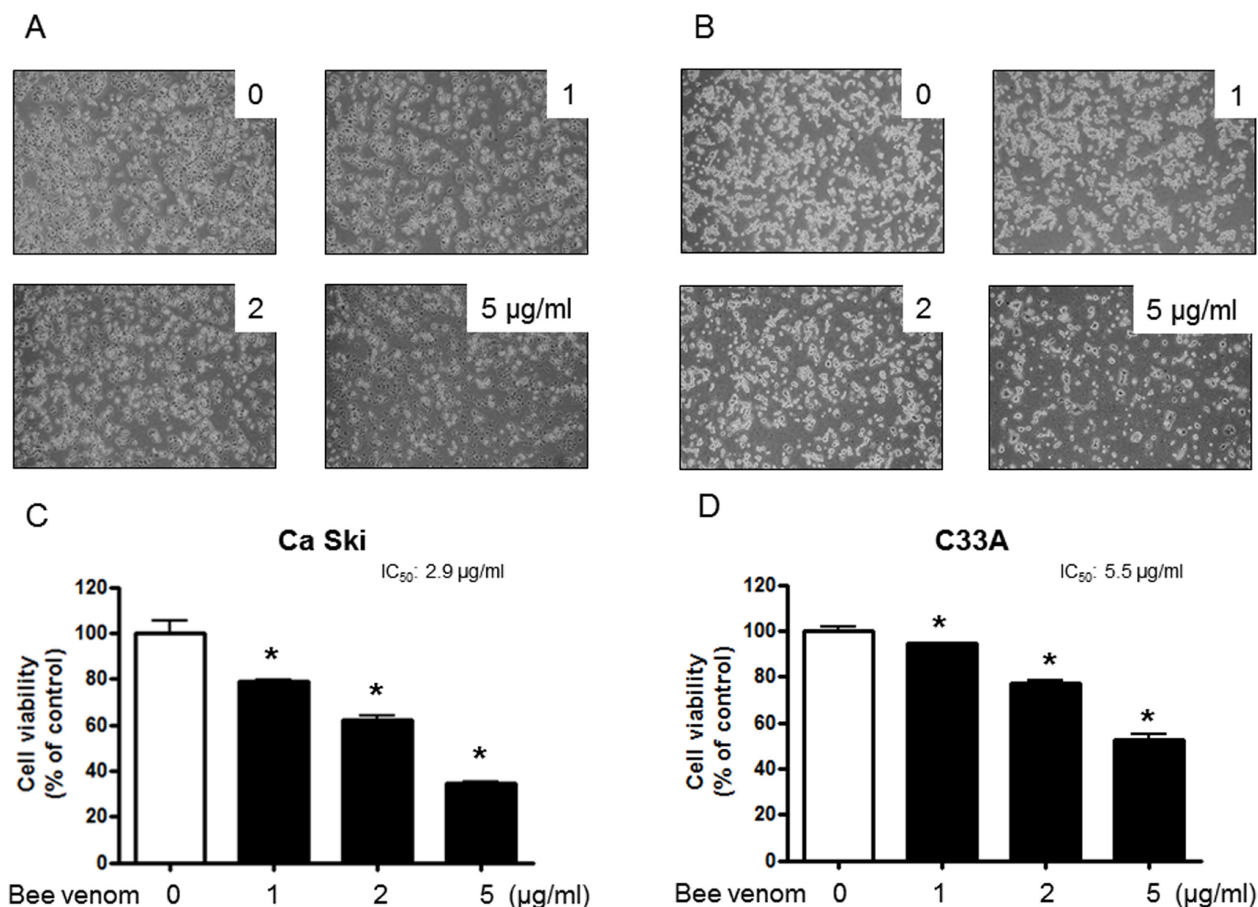 A
B
0
1
0
1
2
5 µg/ml
2
5 µg/ml
C
D
Ca Ski
C33A
IC50: 2.9 µg/ml
IC50: 5.5 µg/ml
Cell viability
(% of control)
120
100
80
60
40
20
0
*
*
*
Bee venom 0 1 2 5 (µg/ml)
Cell viability
(% of control)
120
100
80
60
40
20
0
*
*
*
Bee venom 0 1 2 5 (µg/ml)